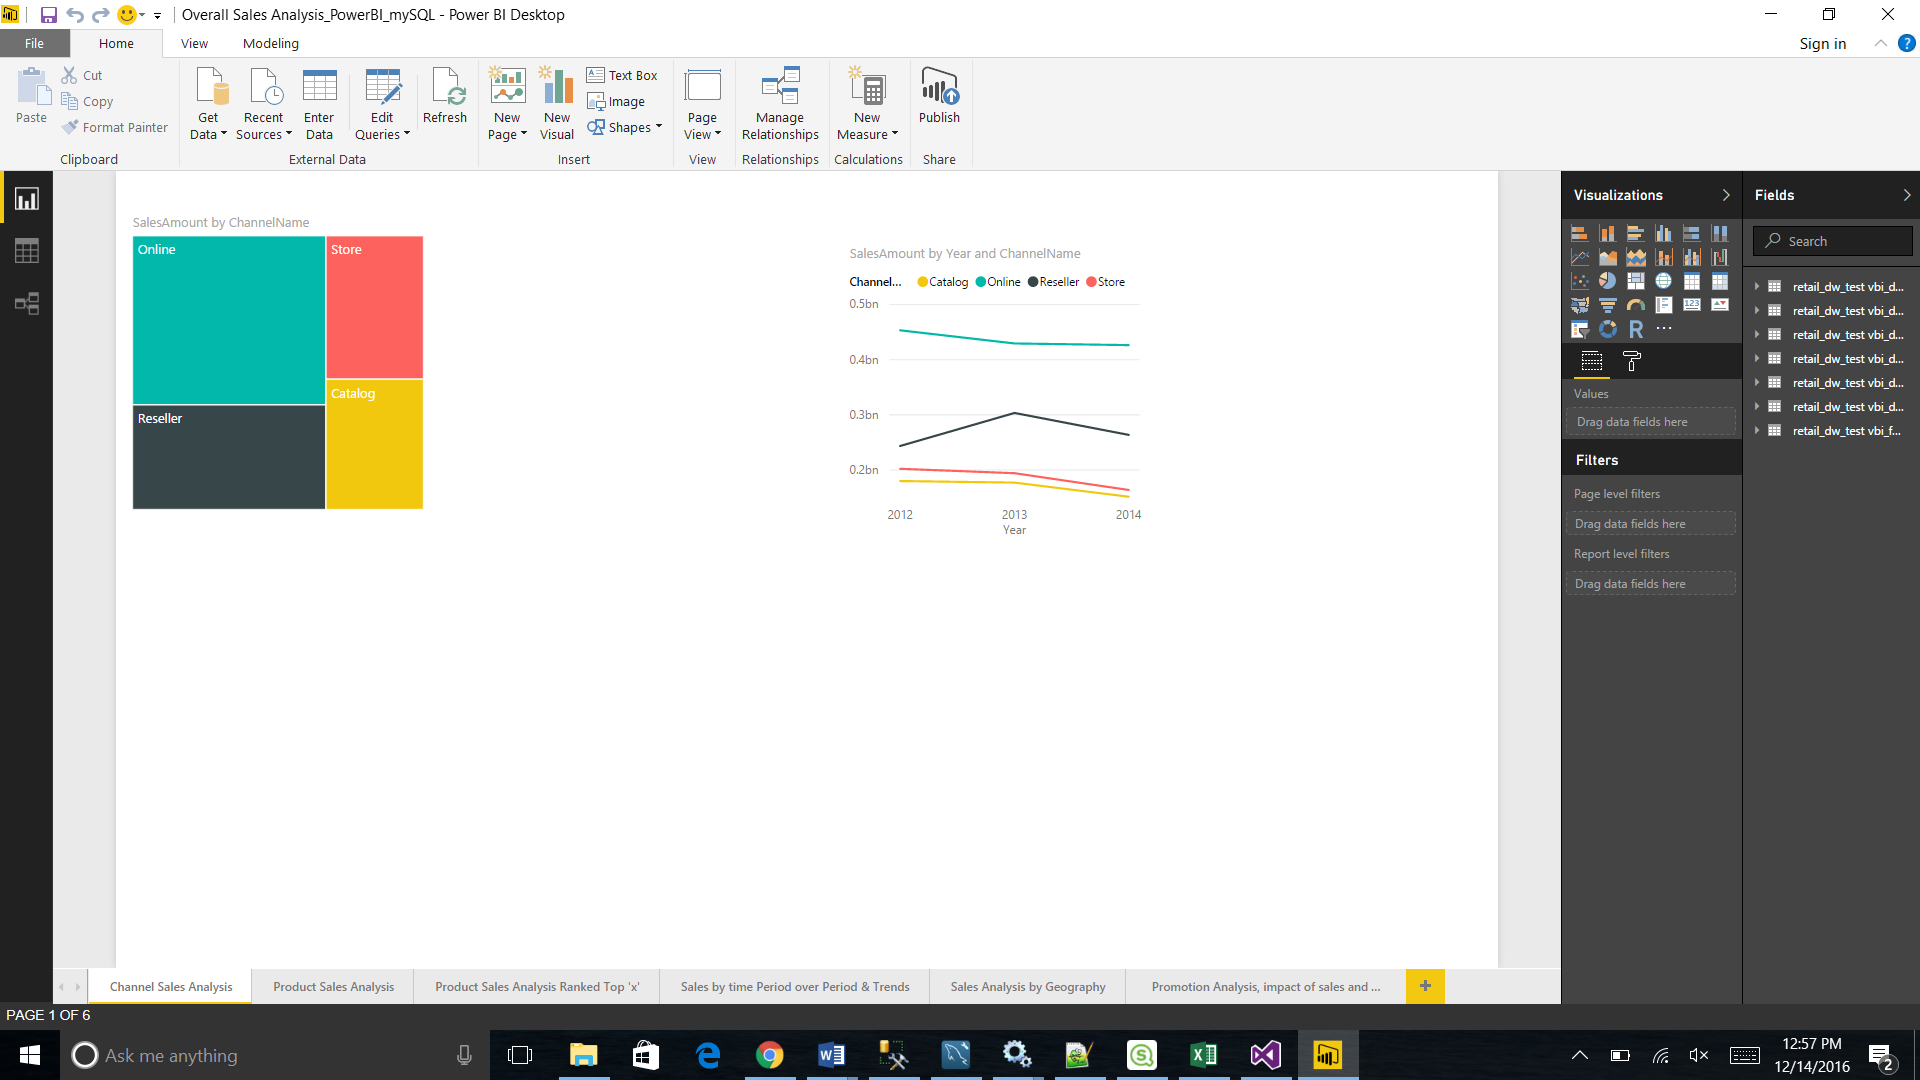 Overall Sales Analysis_PowerBI_mySQL - Power BI Desktop
File
Home
View
Modeling
Sign in
?
Paste
Cut
Copy
Format Painter
Clipboard
Get Data
Recent Sources
Enter Data
Edit Queries
Refresh
External Data
New Page
New Visual
Text Box
Image
Shapes
Insert
Page View
View
Manage Relationships
Relationships
New Measure
Calculations
Publish
Share
SalesAmount by ChannelName
Online
Store
Reseller
Catalog
SalesAmount by Year and ChannelName
Channel... Catalog Online Reseller Store
0.5bn
0.4bn
0.3bn
0.2bn
2012 2013 2014
Year
Visualizations
123
R
...
Values
Drag data fields here
Filters
Page level filters
Drag data fields here
Report level filters
Drag data fields here
Fields
Search
retail_dw_test vbi_d...
retail_dw_test vbi_d...
retail_dw_test vbi_d...
retail_dw_test vbi_d...
retail_dw_test vbi_d...
retail_dw_test vbi_d...
retail_dw_test vbi_f...
Channel Sales Analysis
Product Sales Analysis
Product Sales Analysis Ranked Top 'x'
Sales by time Period over Period & Trends
Sales Analysis by Geography
Promotion Analysis, impact of sales and ...
+
PAGE 1 OF 6
Ask me anything
12:57 PM
12/14/2016
2